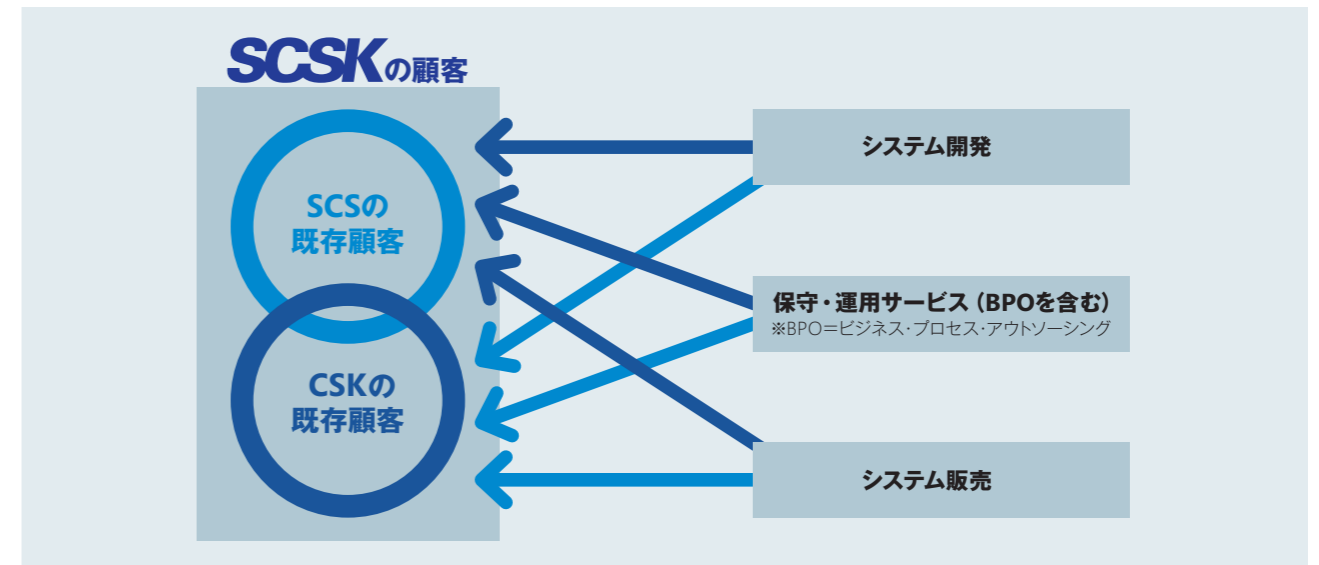 SCSKの顧客
SCSの
既存顧客
CSKの
既存顧客
システム開発
保守・運用サービス（BPOを含む）
※BPO＝ビジネス・プロセス・アウトソーシング
システム販売